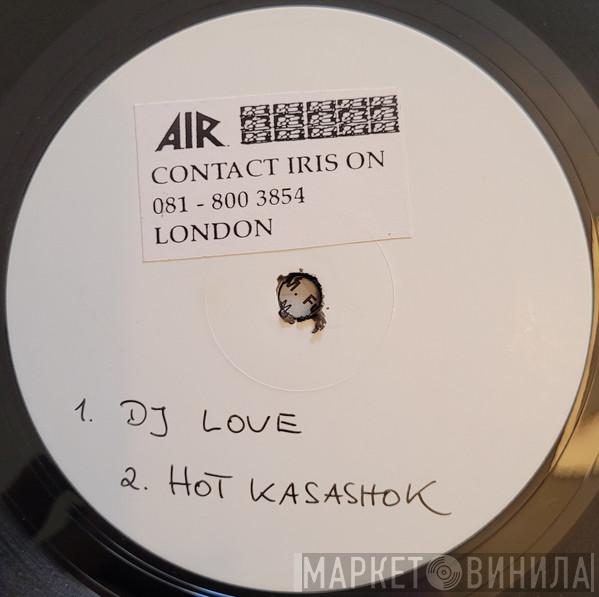 AIR
CONTACT IRIS ON
081 - 800 3854
LONDON
1. DJ LOVE
2. HOT KASASHOK
МАРКЕТ ВИНИЛА